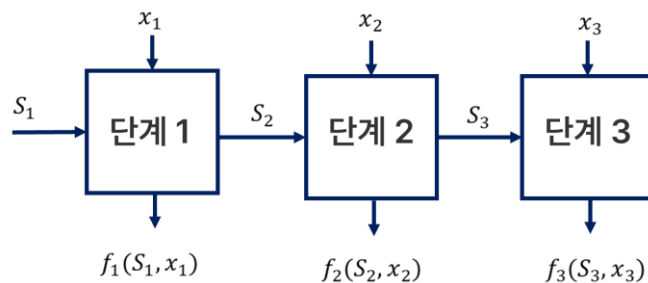 x₁ x₂ x₃
S₁ 단계 1 S₂ 단계 2 S₃ 단계 3
f₁(S₁, x₁) f₂(S₂, x₂) f₃(S₃, x₃)